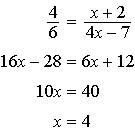 4/6 = x + 2/4x − 7
16x − 28 = 6x + 12
10x = 40
x = 4